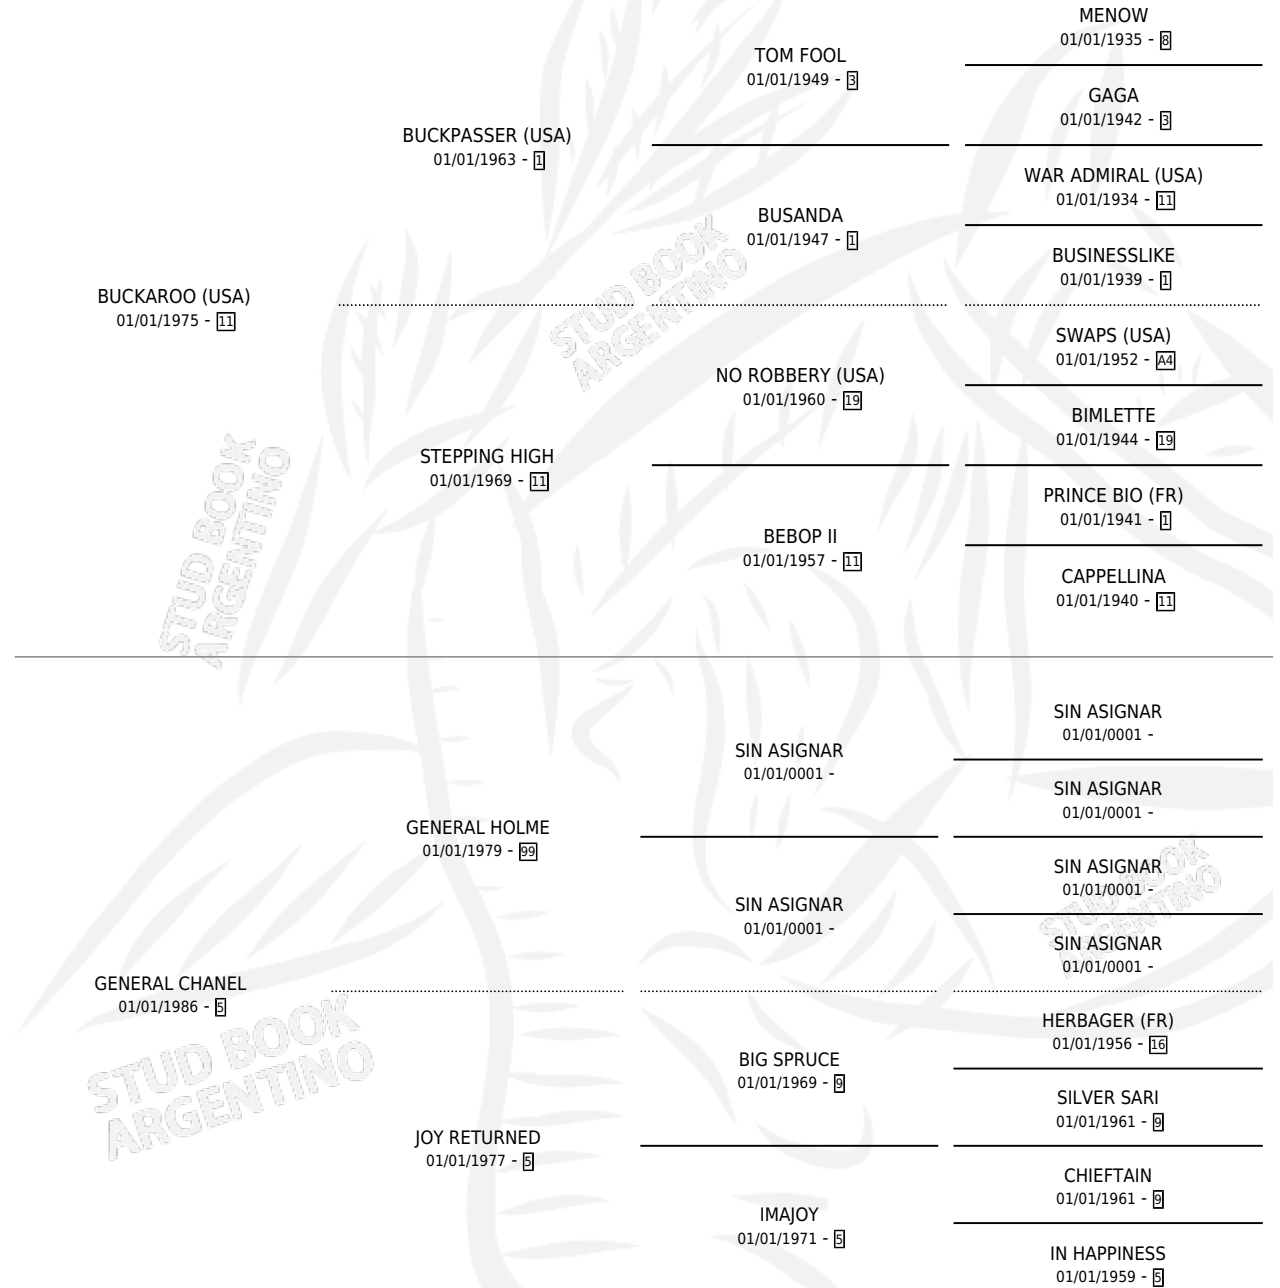 MENOW
01/01/1935 - 8
TOM FOOL
01/01/1949 - 3
GAGA
01/01/1942 - 3
BUCKPASSER (USA)
01/01/1963 - 1
WAR ADMIRAL (USA)
01/01/1934 - 11
BUSANDA
01/01/1947 - 1
BUSINESSLIKE
01/01/1939 - 1
BUCKAROO (USA)
01/01/1975 - 11
SWAPS (USA)
01/01/1952 - A4
NO ROBBERY (USA)
01/01/1960 - 19
BIMLETTE
01/01/1944 - 19
STEPPING HIGH
01/01/1969 - 11
PRINCE BIO (FR)
01/01/1941 - 1
BEBOP II
01/01/1957 - 11
CAPPELLINA
01/01/1940 - 11
SIN ASIGNAR
01/01/0001 -
SIN ASIGNAR
01/01/0001 -
SIN ASIGNAR
01/01/0001 -
GENERAL HOLME
01/01/1979 - 99
SIN ASIGNAR
01/01/0001 -
SIN ASIGNAR
01/01/0001 -
SIN ASIGNAR
01/01/0001 -
GENERAL CHANEL
01/01/1986 - 5
HERBAGER (FR)
01/01/1956 - 16
BIG SPRUCE
01/01/1969 - 9
SILVER SARI
01/01/1961 - 9
JOY RETURNED
01/01/1977 - 5
CHIEFTAIN
01/01/1961 - 9
IMAJOY
01/01/1971 - 5
IN HAPPINESS
01/01/1959 - 5
STUD BOOK
ARGENTINO
STUD BOOK
ARGENTINO
STUD BOOK
ARGENTINO
STUD BOOK
ARGENTINO